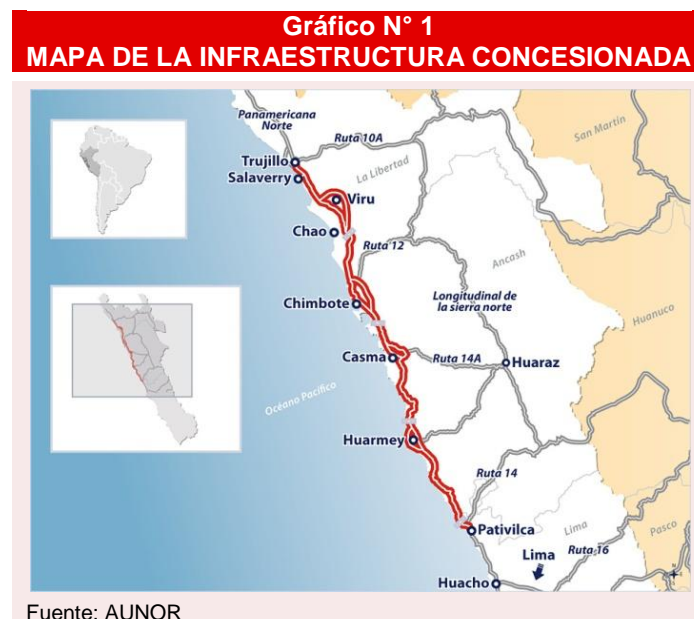 Gráfico N° 1
MAPA DE LA INFRAESTRUCTURA CONCESIONADA
Panamericana
Norte
Ruta 10A
San Martín
Trujillo
La Libertad
Salaverry
Viru
Chao
Ruta 12
Ancash
Chimbote
Longitudinal de
la sierra norte
Huanuco
Casma
Ruta 14A
Huaraz
Océano Pacífico
Huarmey
Ruta 14
Pativilca
Lima
Pasco
Lima
Ruta 16
Huacho
Fuente: AUNOR